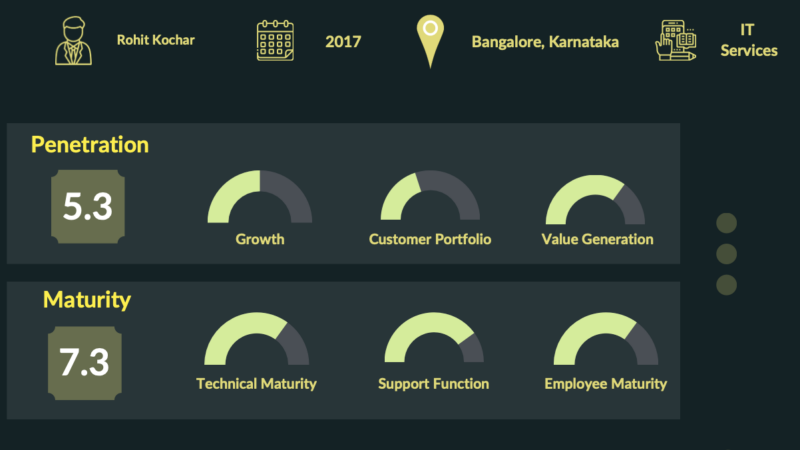 Rohit Kochar
2017
Bangalore, Karnataka
IT
Services
Penetration
5.3
Growth
Customer Portfolio
Value Generation
Maturity
7.3
Technical Maturity
Support Function
Employee Maturity